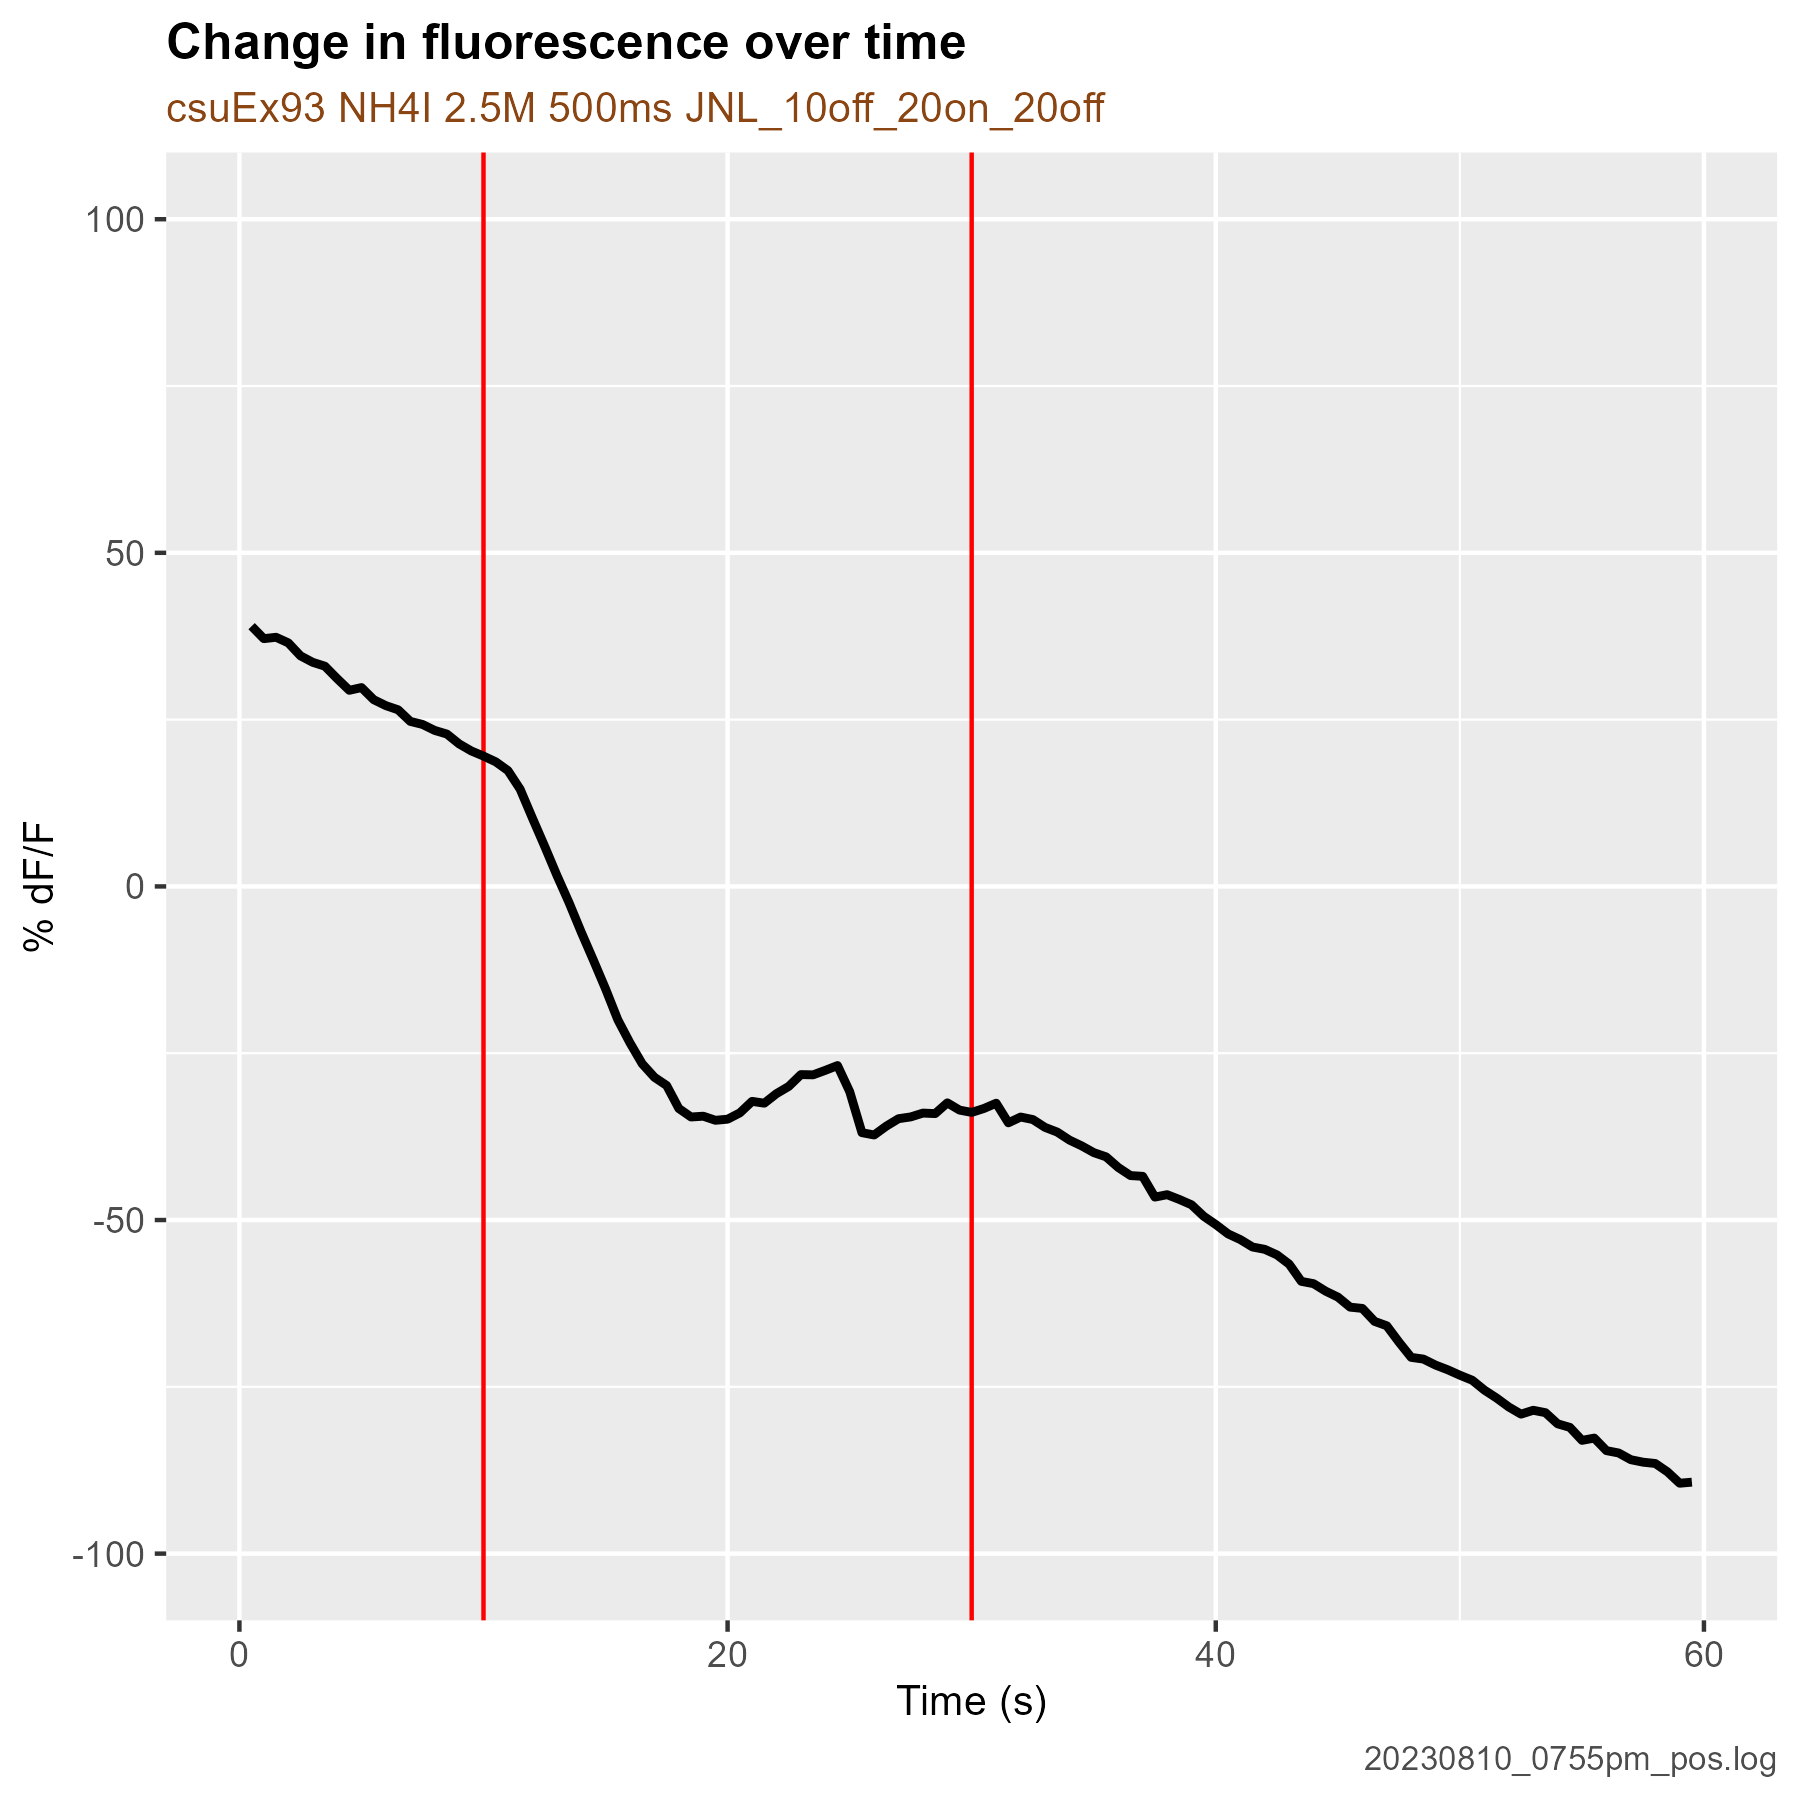 Change in fluorescence over time
csuEx93 NH4I 2.5M 500ms JNL_10off_20on_20off
100
50
0
-50
-100
% dF/F
0 20 40 60
Time (s)
20230810_0755pm_pos.log